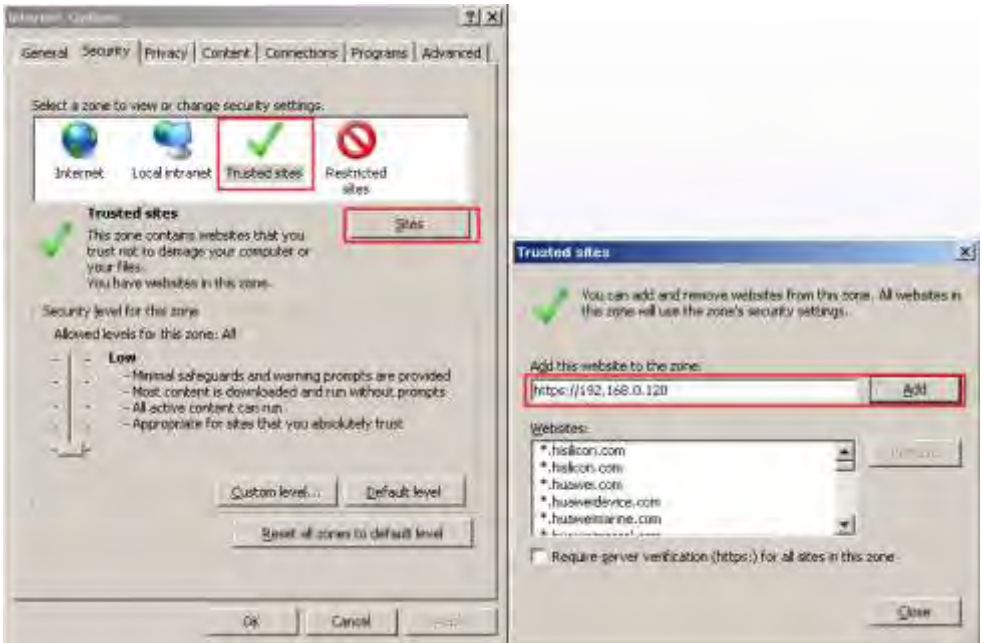 Internet Options
General Security Privacy Content Connections Programs Advanced
Select a zone to view or change security settings.
Internet Local intranet Trusted sites Restricted sites
Trusted sites
Sites
This zone contains websites that you
trust not to damage your computer or
your files.
You have websites in this zone.
Security level for this zone
Allowed levels for this zone: All
Low
- Minimal safeguards and warning prompts are provided
- Most content is downloaded and run without prompts
- All active content can run
- Appropriate for sites that you absolutely trust
Custom level... Default level
Reset all zones to default level
OK Cancel
Trusted sites
You can add and remove websites from this zone. All websites in
this zone will use the zone's security settings.
Add this website to the zone:
https://192.168.0.120 Add
Websites:
*.hisilicon.com
*.hislicon.com
*.huawei.com
*.huaweidevice.com
*.huaweimarine.com
Remove
Require server verification (https:) for all sites in this zone
Close